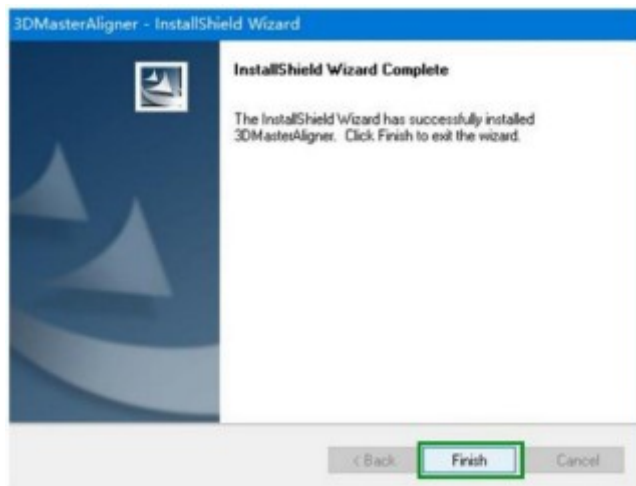 3DMasterAligner - InstallShield Wizard
InstallShield Wizard Complete
The InstallShield Wizard has successfully installed
3DMasterAligner. Click Finish to exit the wizard.
< Back
Finish
Cancel